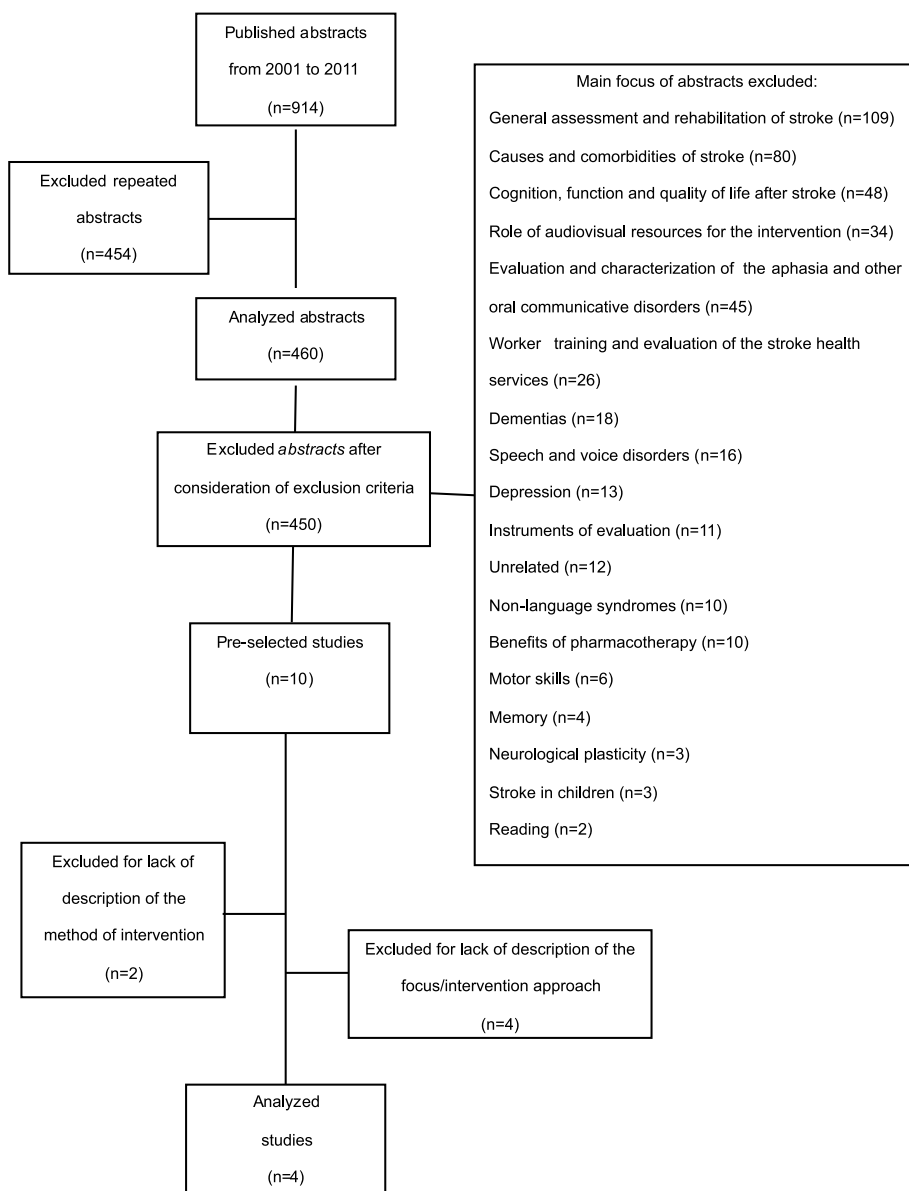 Published abstracts
from 2001 to 2011
(n=914)
Excluded repeated
abstracts
(n=454)
Analyzed abstracts
(n=460)
Excluded abstracts after
consideration of exclusion criteria
(n=450)
Main focus of abstracts excluded:
General assessment and rehabilitation of stroke (n=109)
Causes and comorbidities of stroke (n=80)
Cognition, function and quality of life after stroke (n=48)
Role of audiovisual resources for the intervention (n=34)
Evaluation and characterization of the aphasia and other
oral communicative disorders (n=45)
Worker training and evaluation of the stroke health
services (n=26)
Dementias (n=18)
Speech and voice disorders (n=16)
Depression (n=13)
Instruments of evaluation (n=11)
Unrelated (n=12)
Non-language syndromes (n=10)
Benefits of pharmacotherapy (n=10)
Motor skills (n=6)
Memory (n=4)
Neurological plasticity (n=3)
Stroke in children (n=3)
Reading (n=2)
Pre-selected studies
(n=10)
Excluded for lack of
description of the
method of intervention
(n=2)
Excluded for lack of description of the
focus/intervention approach
(n=4)
Analyzed
studies
(n=4)